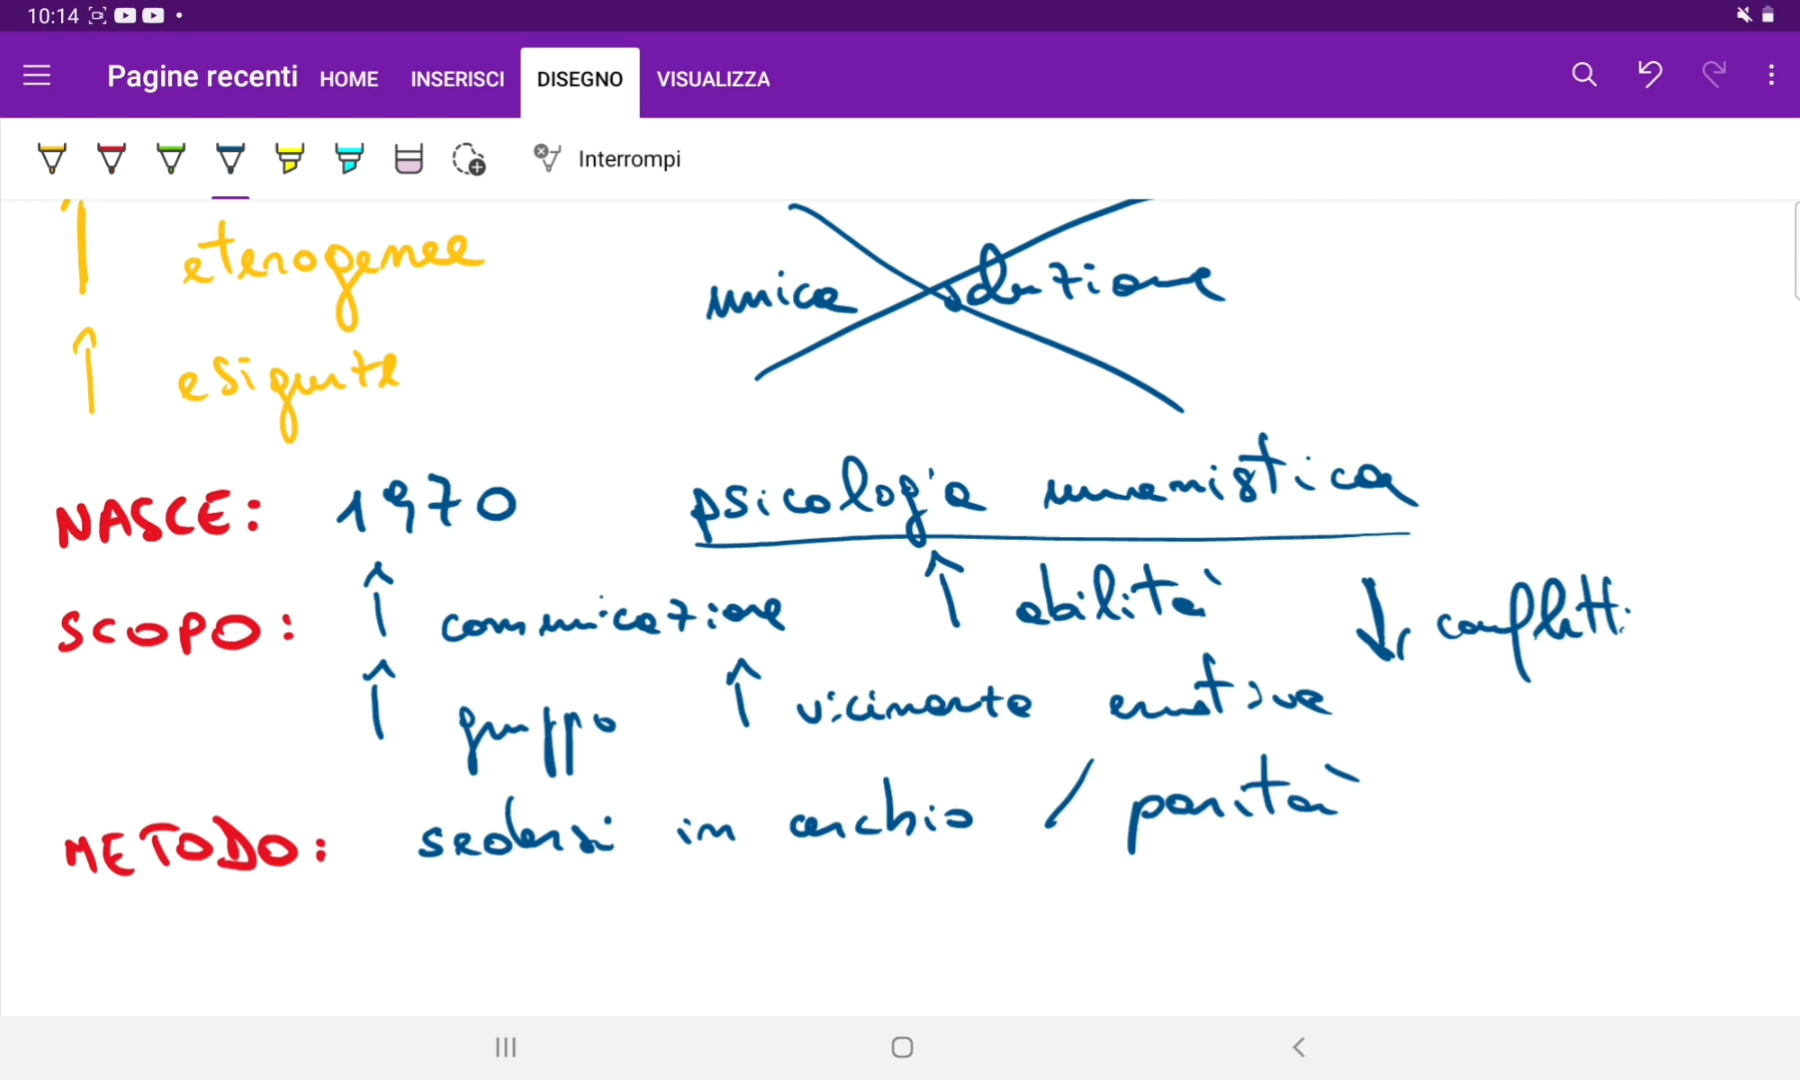 10:14
Pagine recenti HOME INSERISCI DISEGNO VISUALIZZA
Interrompi
↑ eterogenee
unica soluzione
↑ esigente
NASCE: 1970 psicologia umanistica
SCOPO: ↑ comunicazione ↑ abilità ↓ conflitti
↑ gruppo ↑ vicinanza emotiva
METODO: sedersi in cerchio / parità